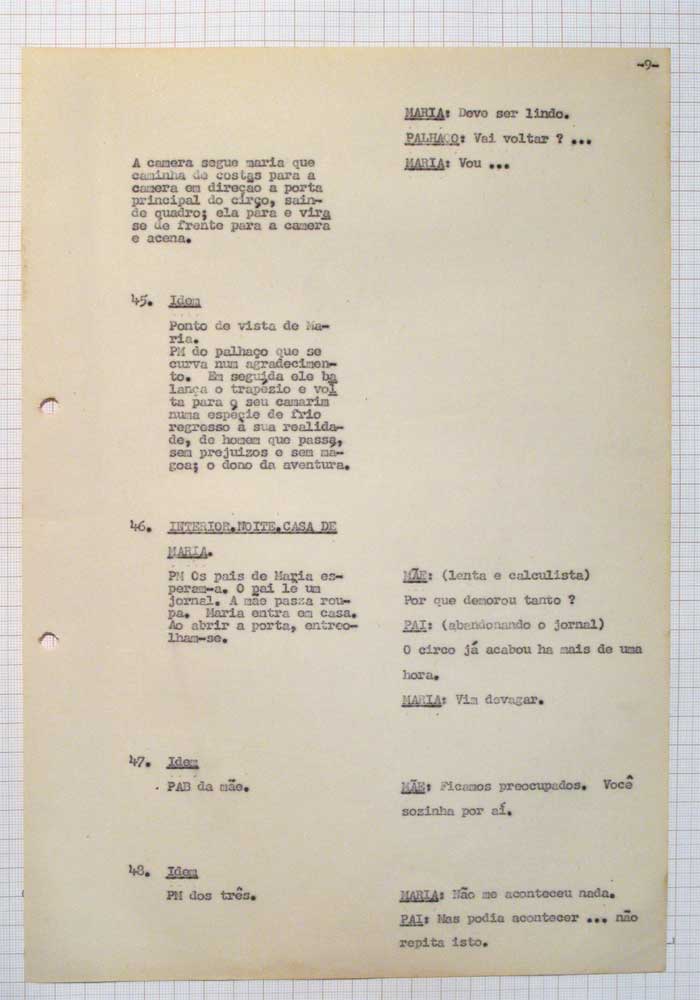 -9-
MARIA: Deve ser lindo.
PALHAÇO: Vai voltar ? ...
MARIA: Vou ...
A camera segue maria que
caminha de costas para a
camera em direção a porta
principal do circo, sain-
de quadro; ela pára e vira
se de frente para a camera
e acena.
45. Idem
Ponto de vista de Ma-
ria.
PM do palhaço que se
curva num agradecimen-
to. Em seguida ele ba
lança o trapézio e vol
ta para o seu camarim
numa espécie de frio
regresso à sua realida-
de, de homem que passa,
sem prejuizos e sem ma-
goa; o dono da aventura.
46. INTERIOR.NOITE.CASA DE
MARIA.
PM Os pais de Maria es-
peram-a. O pai lê um
jornal. A mãe passa rou-
pa. Maria entra em casa.
Ao abrir a porta, entreo-
lham-se.
MÃE: (lenta e calculista)
Por que demorou tanto ?
PAI: (abandonando o jornal)
O circo já acabou ha mais de uma
hora.
MARIA: Vim devagar.
47. Idem
PAB da mãe.
MÃE: Ficamos preocupados. Você
sozinha por aí.
48. Idem
PM dos três.
MARIA: Não me aconteceu nada.
PAI: Mas podia acontecer ... não
repita isto.